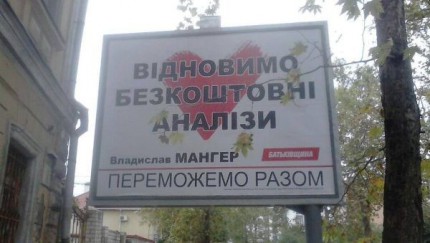 ВІДНОВИМО
БЕЗКОШТОВНІ
АНАЛІЗИ
Владислав МАНГЕР
БАТЬКІВЩИНА
ПЕРЕМОЖЕМО РАЗОМ